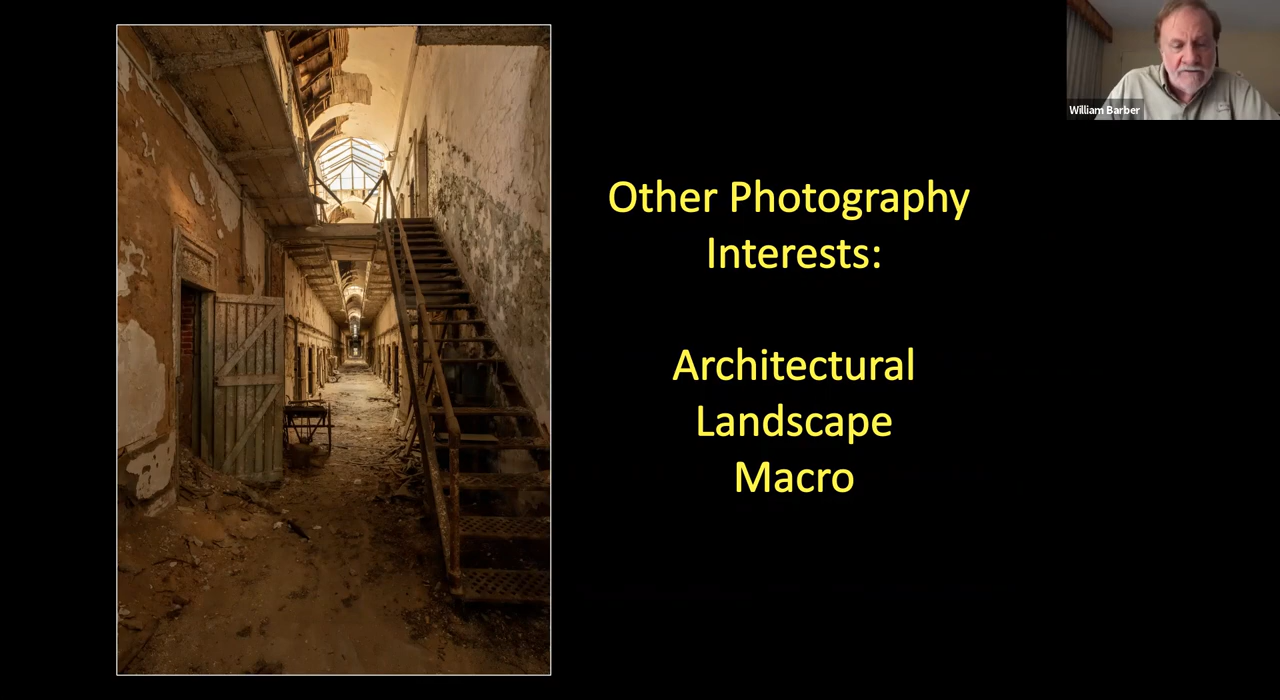 William Barber
Other Photography
Interests:
Architectural
Landscape
Macro